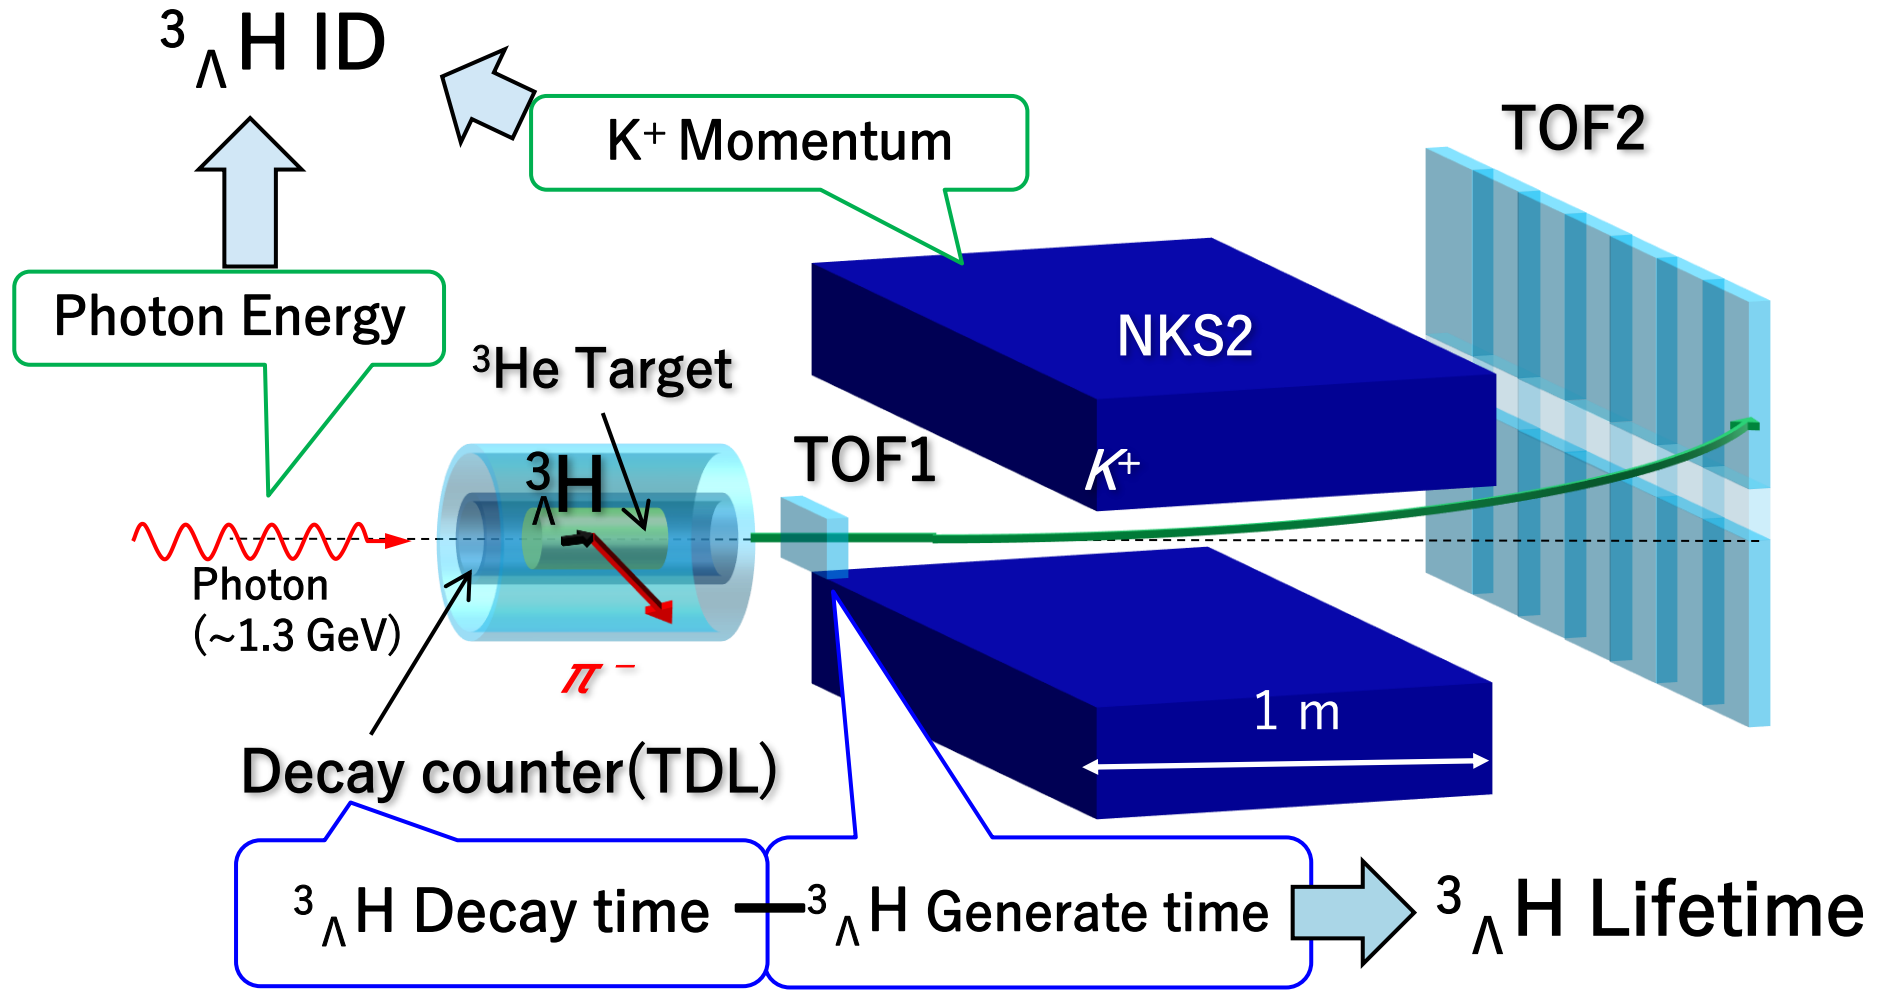 ³ΛH ID
K⁺ Momentum
TOF2
Photon Energy
NKS2
³He Target
TOF1
³ΛH
K⁺
Photon
(~1.3 GeV)
π⁻
1 m
Decay counter(TDL)
³ΛH Decay time — ³ΛH Generate time
³ΛH Lifetime